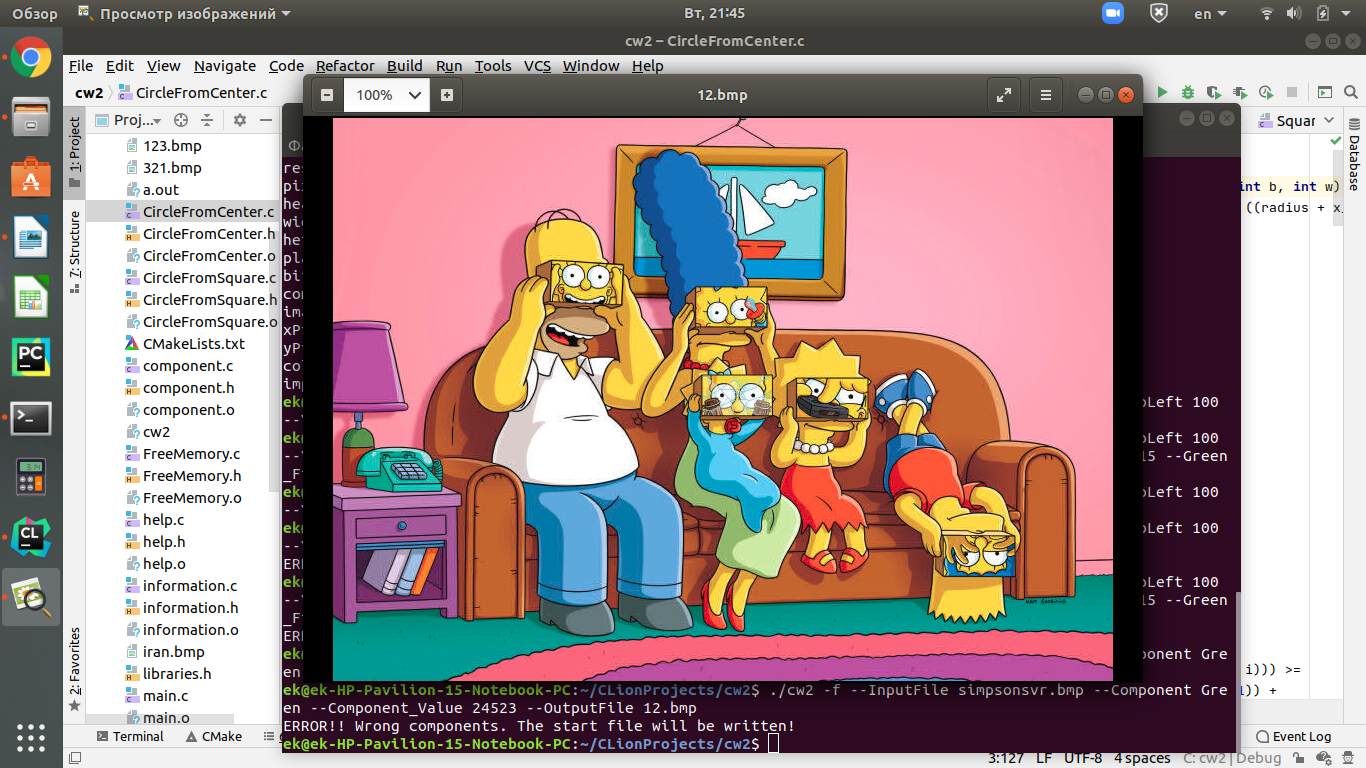 Обзор
Просмотр изображений
Вт, 21:45
en
cw2 – CircleFromCenter.c
File Edit View Navigate Code Refactor Build Run Tools VCS Window Help
cw2 CircleFromCenter.c
100%
12.bmp
Squar
1: Project
Proj...
7: Structure
2: Favorites
Database
123.bmp
321.bmp
a.out
CircleFromCenter.c
CircleFromCenter.h
CircleFromCenter.o
CircleFromSquare.c
CircleFromSquare.h
CircleFromSquare.o
CMakeLists.txt
component.c
component.h
component.o
cw2
FreeMemory.c
FreeMemory.h
FreeMemory.o
help.c
help.h
help.o
information.c
information.h
information.o
iran.bmp
libraries.h
main.c
main.o
int b, int w)
((radius + x
oLeft 100
oLeft 100
15 --Green
oLeft 100
oLeft 100
oLeft 100
15 --Green
ponent Gre
en
i))) >=
)) +
ek@ek-HP-Pavilion-15-Notebook-PC:~/CLionProjects/cw2$ ./cw2 -f --InputFile simpsonsvr.bmp --Component Gre
en --Component_Value 24523 --OutputFile 12.bmp
ERROR!! Wrong components. The start file will be written!
ek@ek-HP-Pavilion-15-Notebook-PC:~/CLionProjects/cw2$
Terminal CMake Event Log
3:127 LF UTF-8 4 spaces C: cw2 | Debug